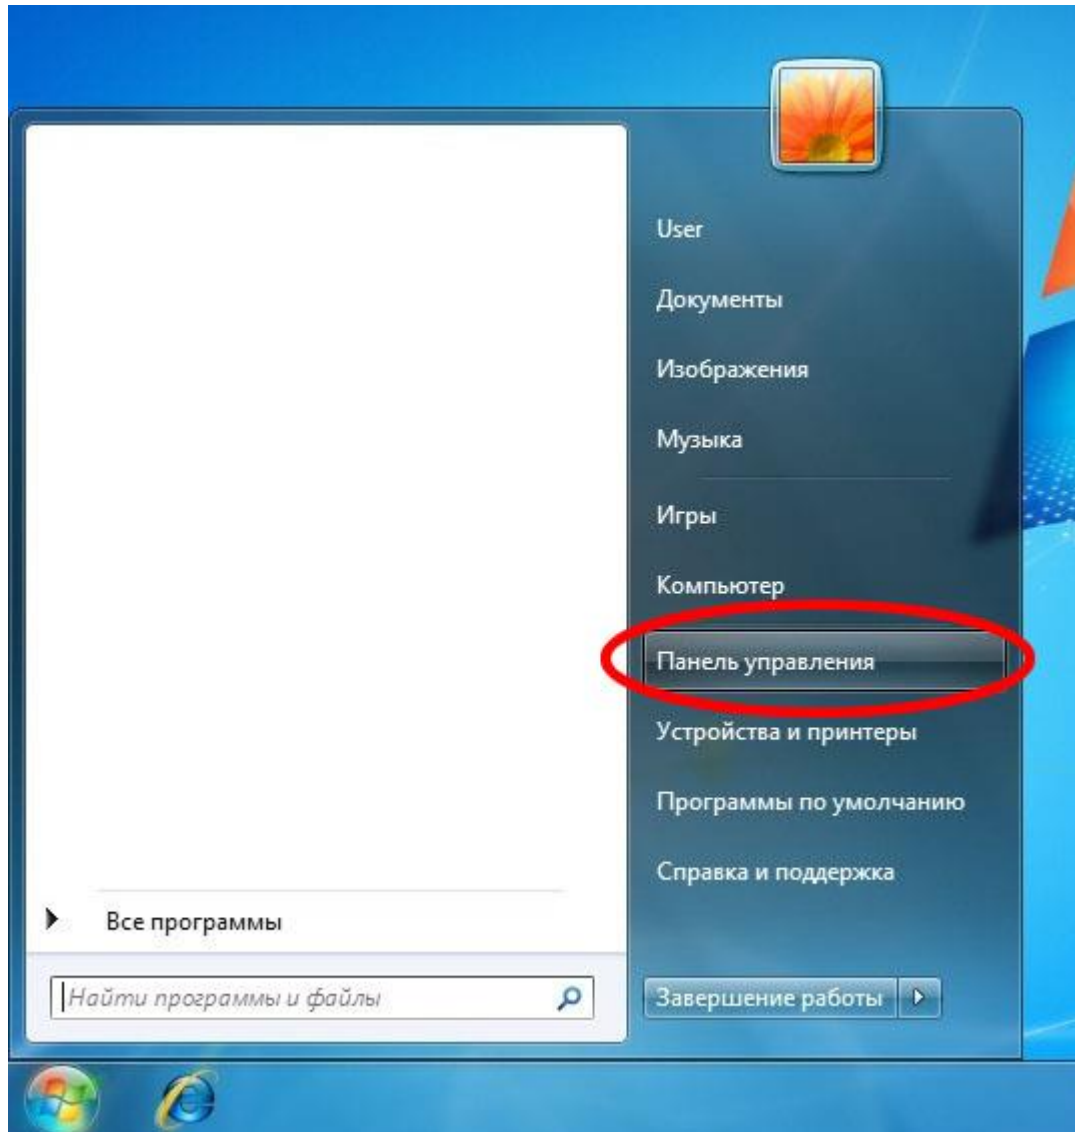 User
Документы
Изображения
Музыка
Игры
Компьютер
Панель управления
Устройства и принтеры
Программы по умолчанию
Справка и поддержка
Все программы
Найти программы и файлы
Завершение работы